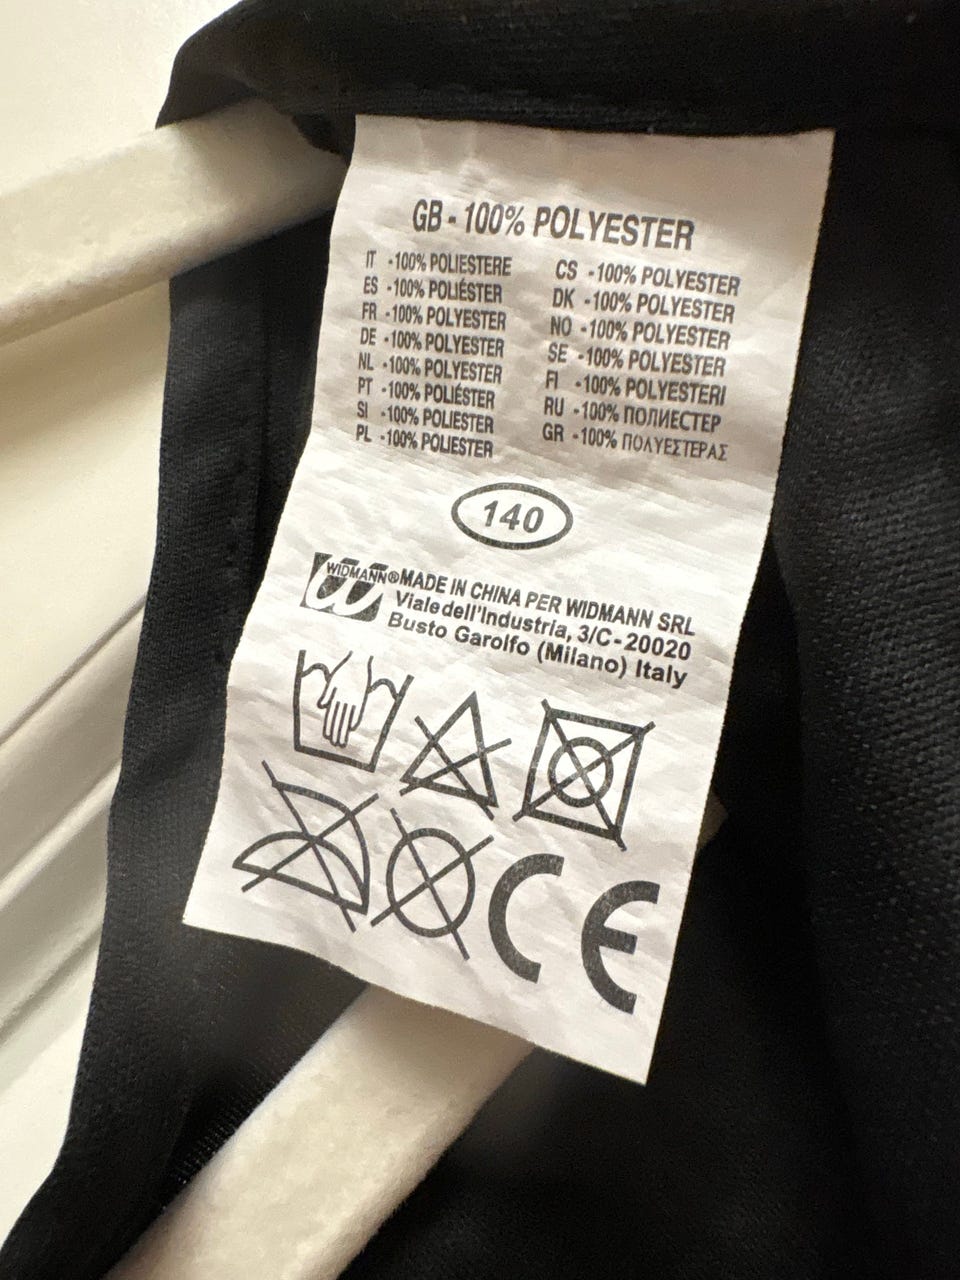 GB - 100% POLYESTER
IT -100% POLIESTERE
ES -100% POLIÉSTER
FR -100% POLYESTER
DE -100% POLYESTER
NL -100% POLYESTER
PT -100% POLIÉSTER
SI -100% POLIESTER
PL -100% POLIESTER
CS -100% POLYESTER
DK -100% POLYESTER
NO -100% POLYESTER
SE -100% POLYESTER
FI -100% POLYESTERI
RU -100% ПОЛИЕСТЕР
GR -100% ΠΟΛΥΕΣΤΕΡΑΣ
140
WIDMANN® MADE IN CHINA PER WIDMANN SRL
Viale dell'Industria, 3/C - 20020
Busto Garolfo (Milano) Italy
CE